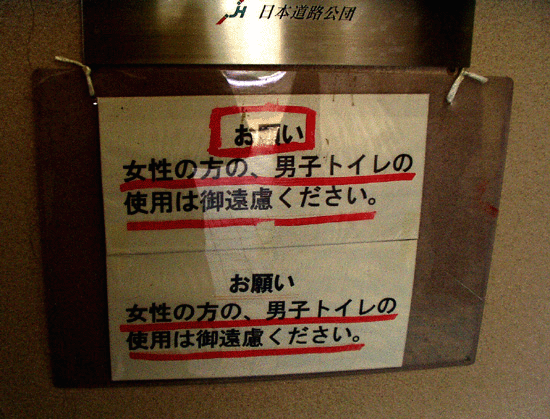 JH 日本道路公団
お願い
女性の方の、男子トイレの
使用は御遠慮ください。
お願い
女性の方の、男子トイレの
使用は御遠慮ください。